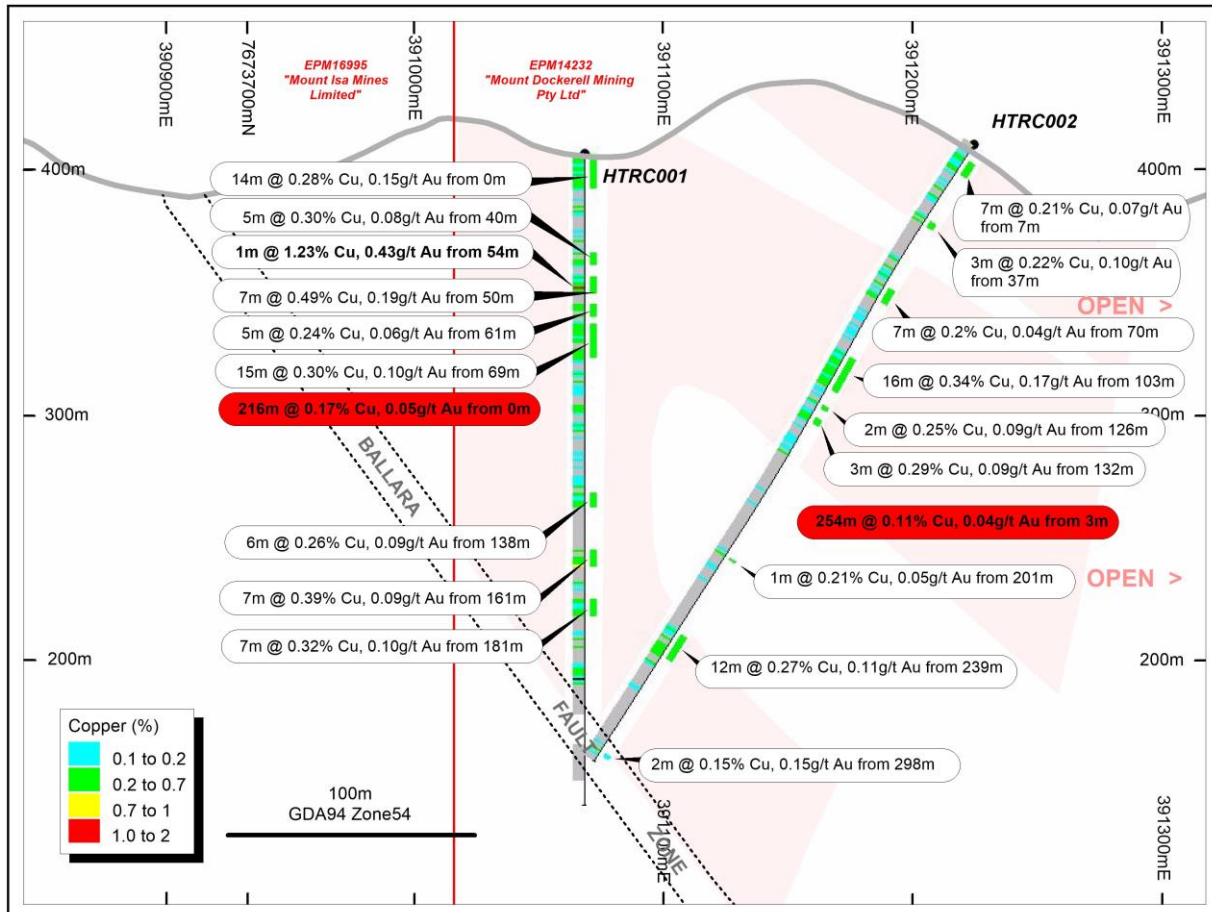 390900mE
7673700mN
391000mE
391100mE
391200mE
391300mE
EPM16995
"Mount Isa Mines
Limited"
EPM14232
"Mount Dockerell Mining
Pty Ltd"
HTRC001
HTRC002
400m
400m
14m @ 0.28% Cu, 0.15g/t Au from 0m
5m @ 0.30% Cu, 0.08g/t Au from 40m
1m @ 1.23% Cu, 0.43g/t Au from 54m
7m @ 0.49% Cu, 0.19g/t Au from 50m
5m @ 0.24% Cu, 0.06g/t Au from 61m
15m @ 0.30% Cu, 0.10g/t Au from 69m
216m @ 0.17% Cu, 0.05g/t Au from 0m
7m @ 0.21% Cu, 0.07g/t Au
from 7m
3m @ 0.22% Cu, 0.10g/t Au
from 37m
OPEN >
7m @ 0.2% Cu, 0.04g/t Au from 70m
16m @ 0.34% Cu, 0.17g/t Au from 103m
300m
300m
2m @ 0.25% Cu, 0.09g/t Au from 126m
3m @ 0.29% Cu, 0.09g/t Au from 132m
254m @ 0.11% Cu, 0.04g/t Au from 3m
BALLARA
FAULT
ZONE
6m @ 0.26% Cu, 0.09g/t Au from 138m
7m @ 0.39% Cu, 0.09g/t Au from 161m
7m @ 0.32% Cu, 0.10g/t Au from 181m
1m @ 0.21% Cu, 0.05g/t Au from 201m
OPEN >
200m
200m
12m @ 0.27% Cu, 0.11g/t Au from 239m
2m @ 0.15% Cu, 0.15g/t Au from 298m
Copper (%)
0.1 to 0.2
0.2 to 0.7
0.7 to 1
1.0 to 2
100m
GDA94 Zone54
391100mE
391300mE